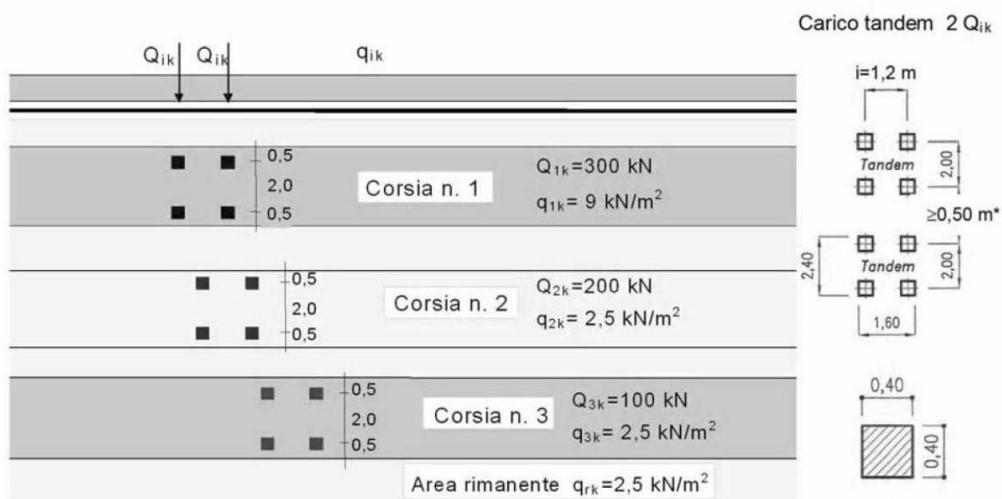 Carico tandem 2 Qik
Qik Qik qik
i=1,2 m
0,5
2,0
0,5
Corsia n. 1
Q1k=300 kN
q1k= 9 kN/m²
Tandem
2,00
≥0,50 m*
0,5
2,0
0,5
Corsia n. 2
Q2k=200 kN
q2k= 2,5 kN/m²
2,40
Tandem
2,00
1,60
0,5
2,0
0,5
Corsia n. 3
Q3k=100 kN
q3k= 2,5 kN/m²
0,40
0,40
Area rimanente qrk=2,5 kN/m²